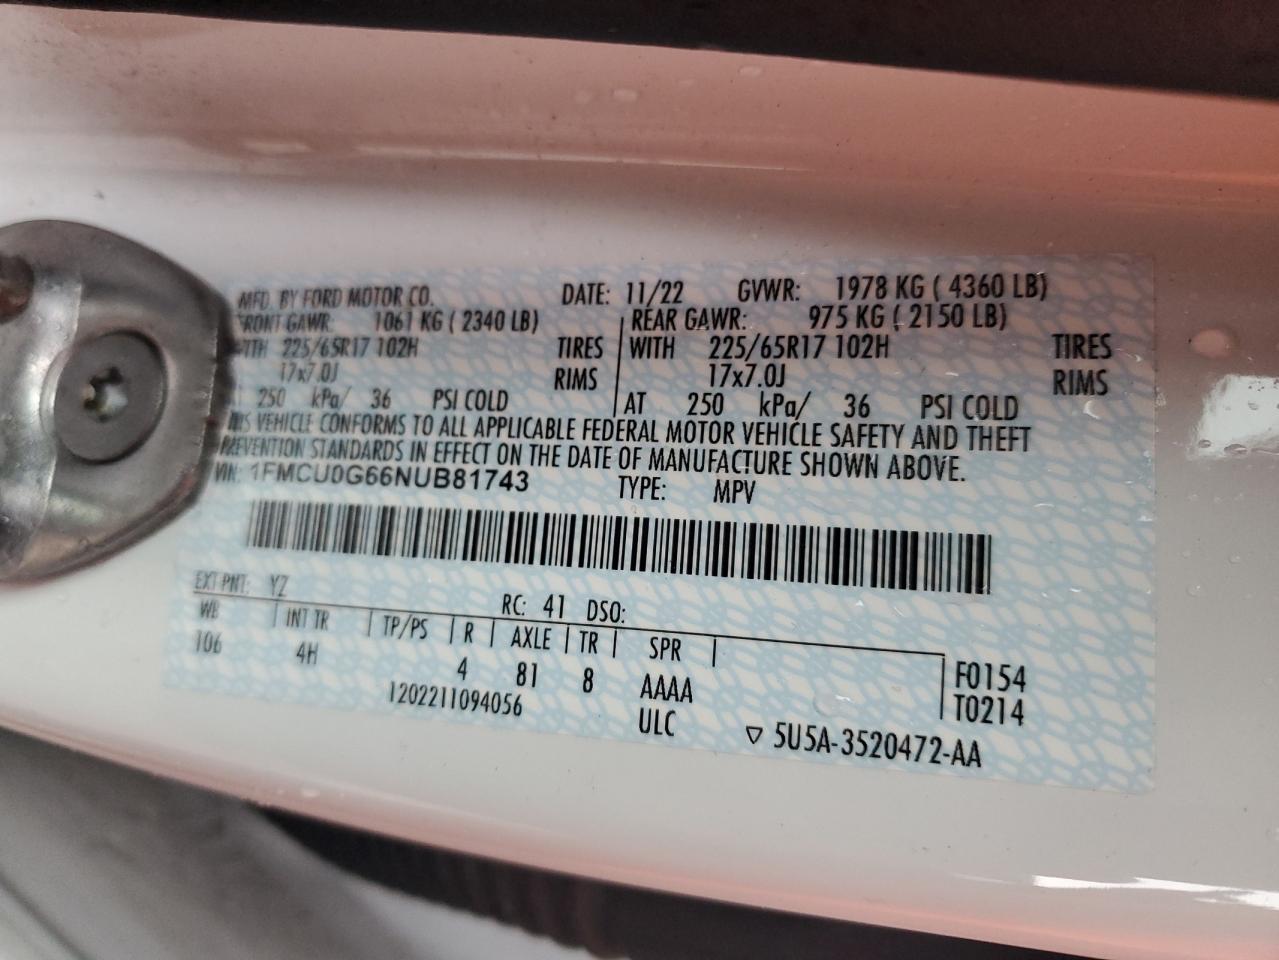 MFD. BY FORD MOTOR CO. DATE: 11/22 GVWR: 1978 KG ( 4360 LB)
FRONT GAWR: 1061 KG ( 2340 LB) REAR GAWR: 975 KG ( 2150 LB)
WITH 225/65R17 102H TIRES WITH 225/65R17 102H TIRES
17x7.0J RIMS 17x7.0J RIMS
250 kPa/ 36 PSI COLD AT 250 kPa/ 36 PSI COLD
THIS VEHICLE CONFORMS TO ALL APPLICABLE FEDERAL MOTOR VEHICLE SAFETY AND THEFT
PREVENTION STANDARDS IN EFFECT ON THE DATE OF MANUFACTURE SHOWN ABOVE.
VIN: 1FMCU0G66NUB81743 TYPE: MPV
EXT PNT: YZ RC: 41 DSO:
WB INT TR TP/PS R AXLE TR SPR
106 4H 4 81 8 AAAA F0154
1202211094056 ULC T0214
▽ 5U5A-3520472-AA